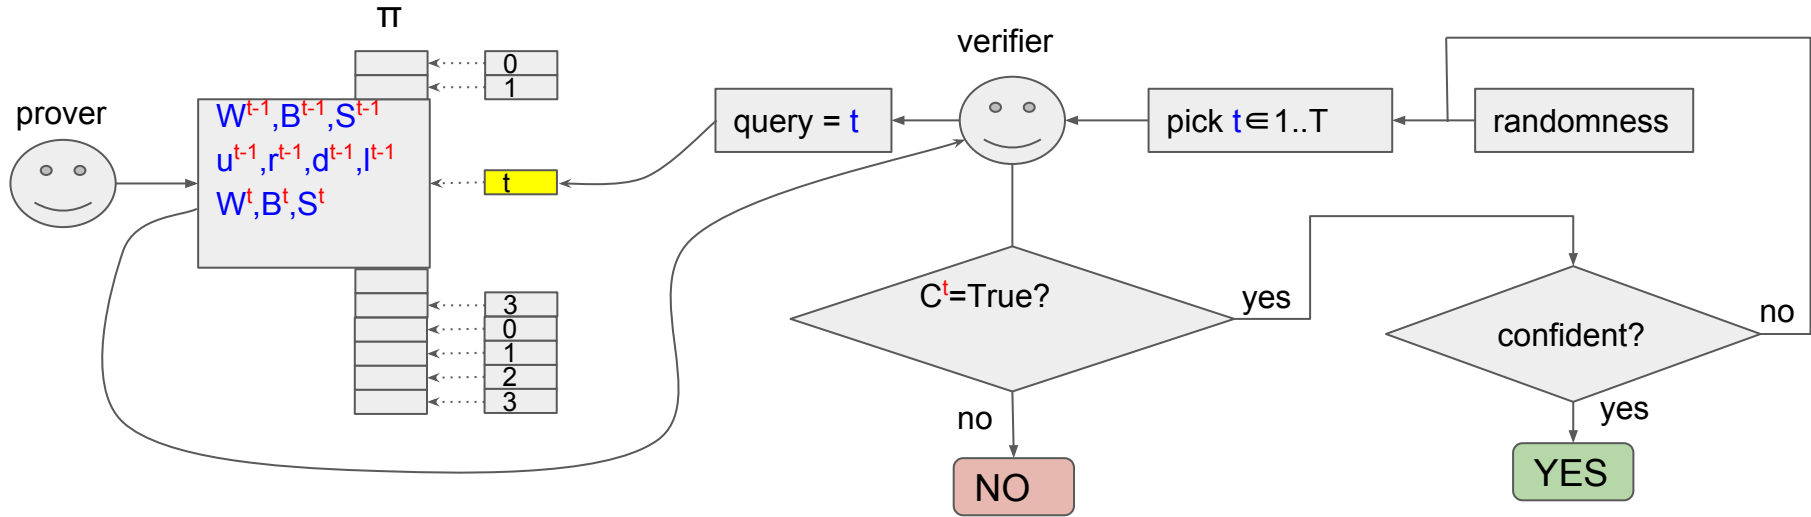 π
prover
W^t-1,B^t-1,S^t-1
u^t-1,r^t-1,d^t-1,l^t-1
W^t,B^t,S^t
0
1
t
3
0
1
2
3
query = t
verifier
pick t∈1..T
randomness
C^t=True?
yes
no
NO
confident?
no
yes
YES